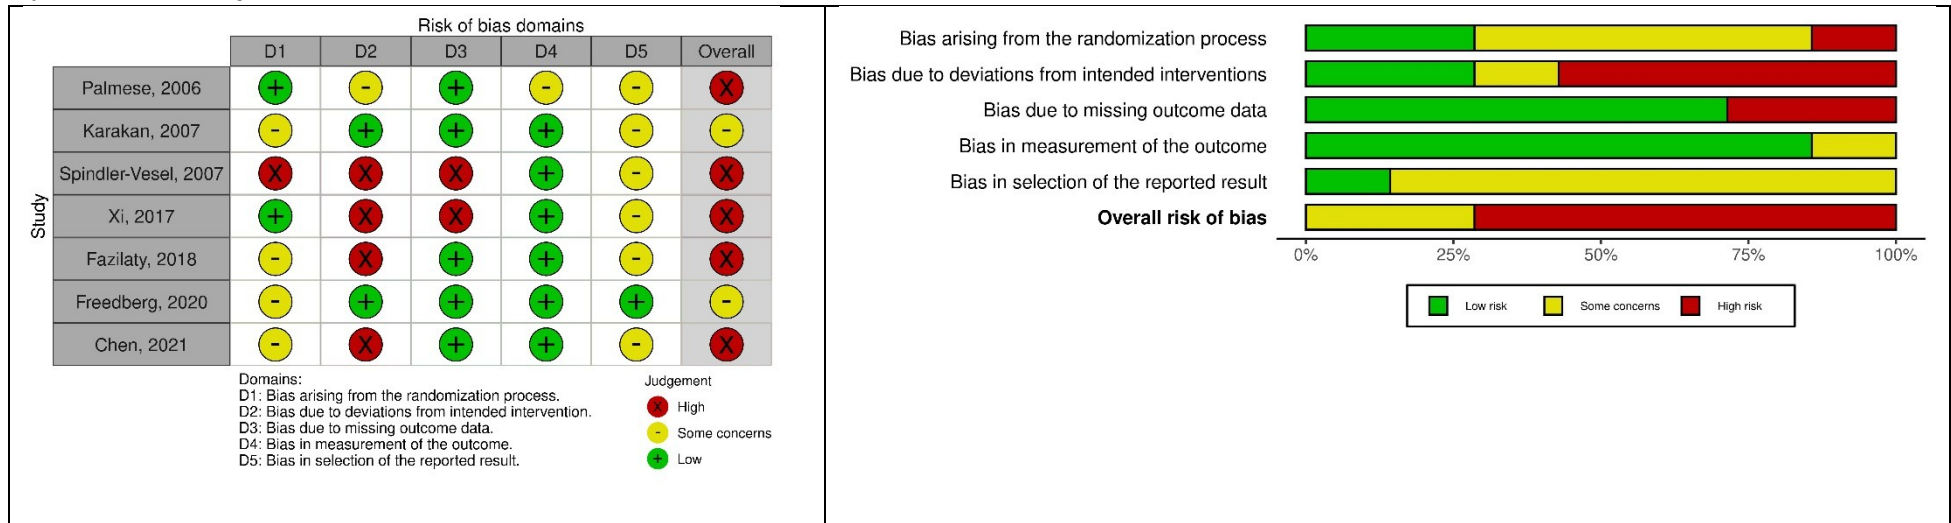 Risk of bias domains
D1 D2 D3 D4 D5 Overall
Study
Palmese, 2006 + - + - - X
Karakan, 2007 - + + + - -
Spindler-Vesel, 2007 X X X + - X
Xi, 2017 + X X + - X
Fazilaty, 2018 - X + + - X
Freedberg, 2020 - + + + + -
Chen, 2021 - X + + - X
Domains:
D1: Bias arising from the randomization process.
D2: Bias due to deviations from intended intervention.
D3: Bias due to missing outcome data.
D4: Bias in measurement of the outcome.
D5: Bias in selection of the reported result.
Judgement
X High
- Some concerns
+ Low
Bias arising from the randomization process
Bias due to deviations from intended interventions
Bias due to missing outcome data
Bias in measurement of the outcome
Bias in selection of the reported result
Overall risk of bias
0% 25% 50% 75% 100%
Low risk Some concerns High risk